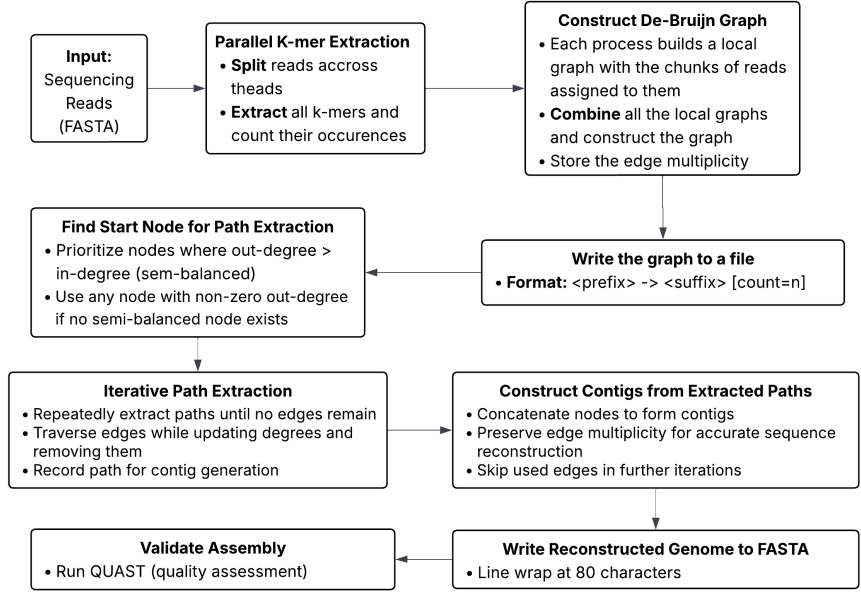 Input:
Sequencing
Reads
(FASTA)
Parallel K-mer Extraction
• Split reads accross
theads
• Extract all k-mers and
count their occurences
Construct De-Bruijn Graph
• Each process builds a local
graph with the chunks of reads
assigned to them
• Combine all the local graphs
and construct the graph
• Store the edge multiplicity
Write the graph to a file
• Format: <prefix> -> <suffix> [count=n]
Find Start Node for Path Extraction
• Prioritize nodes where out-degree >
in-degree (sem-balanced)
• Use any node with non-zero out-degree
if no semi-balanced node exists
Iterative Path Extraction
• Repeatedly extract paths until no edges remain
• Traverse edges while updating degrees and
removing them
• Record path for contig generation
Construct Contigs from Extracted Paths
• Concatenate nodes to form contigs
• Preserve edge multiplicity for accurate sequence
reconstruction
• Skip used edges in further iterations
Write Reconstructed Genome to FASTA
• Line wrap at 80 characters
Validate Assembly
• Run QUAST (quality assessment)